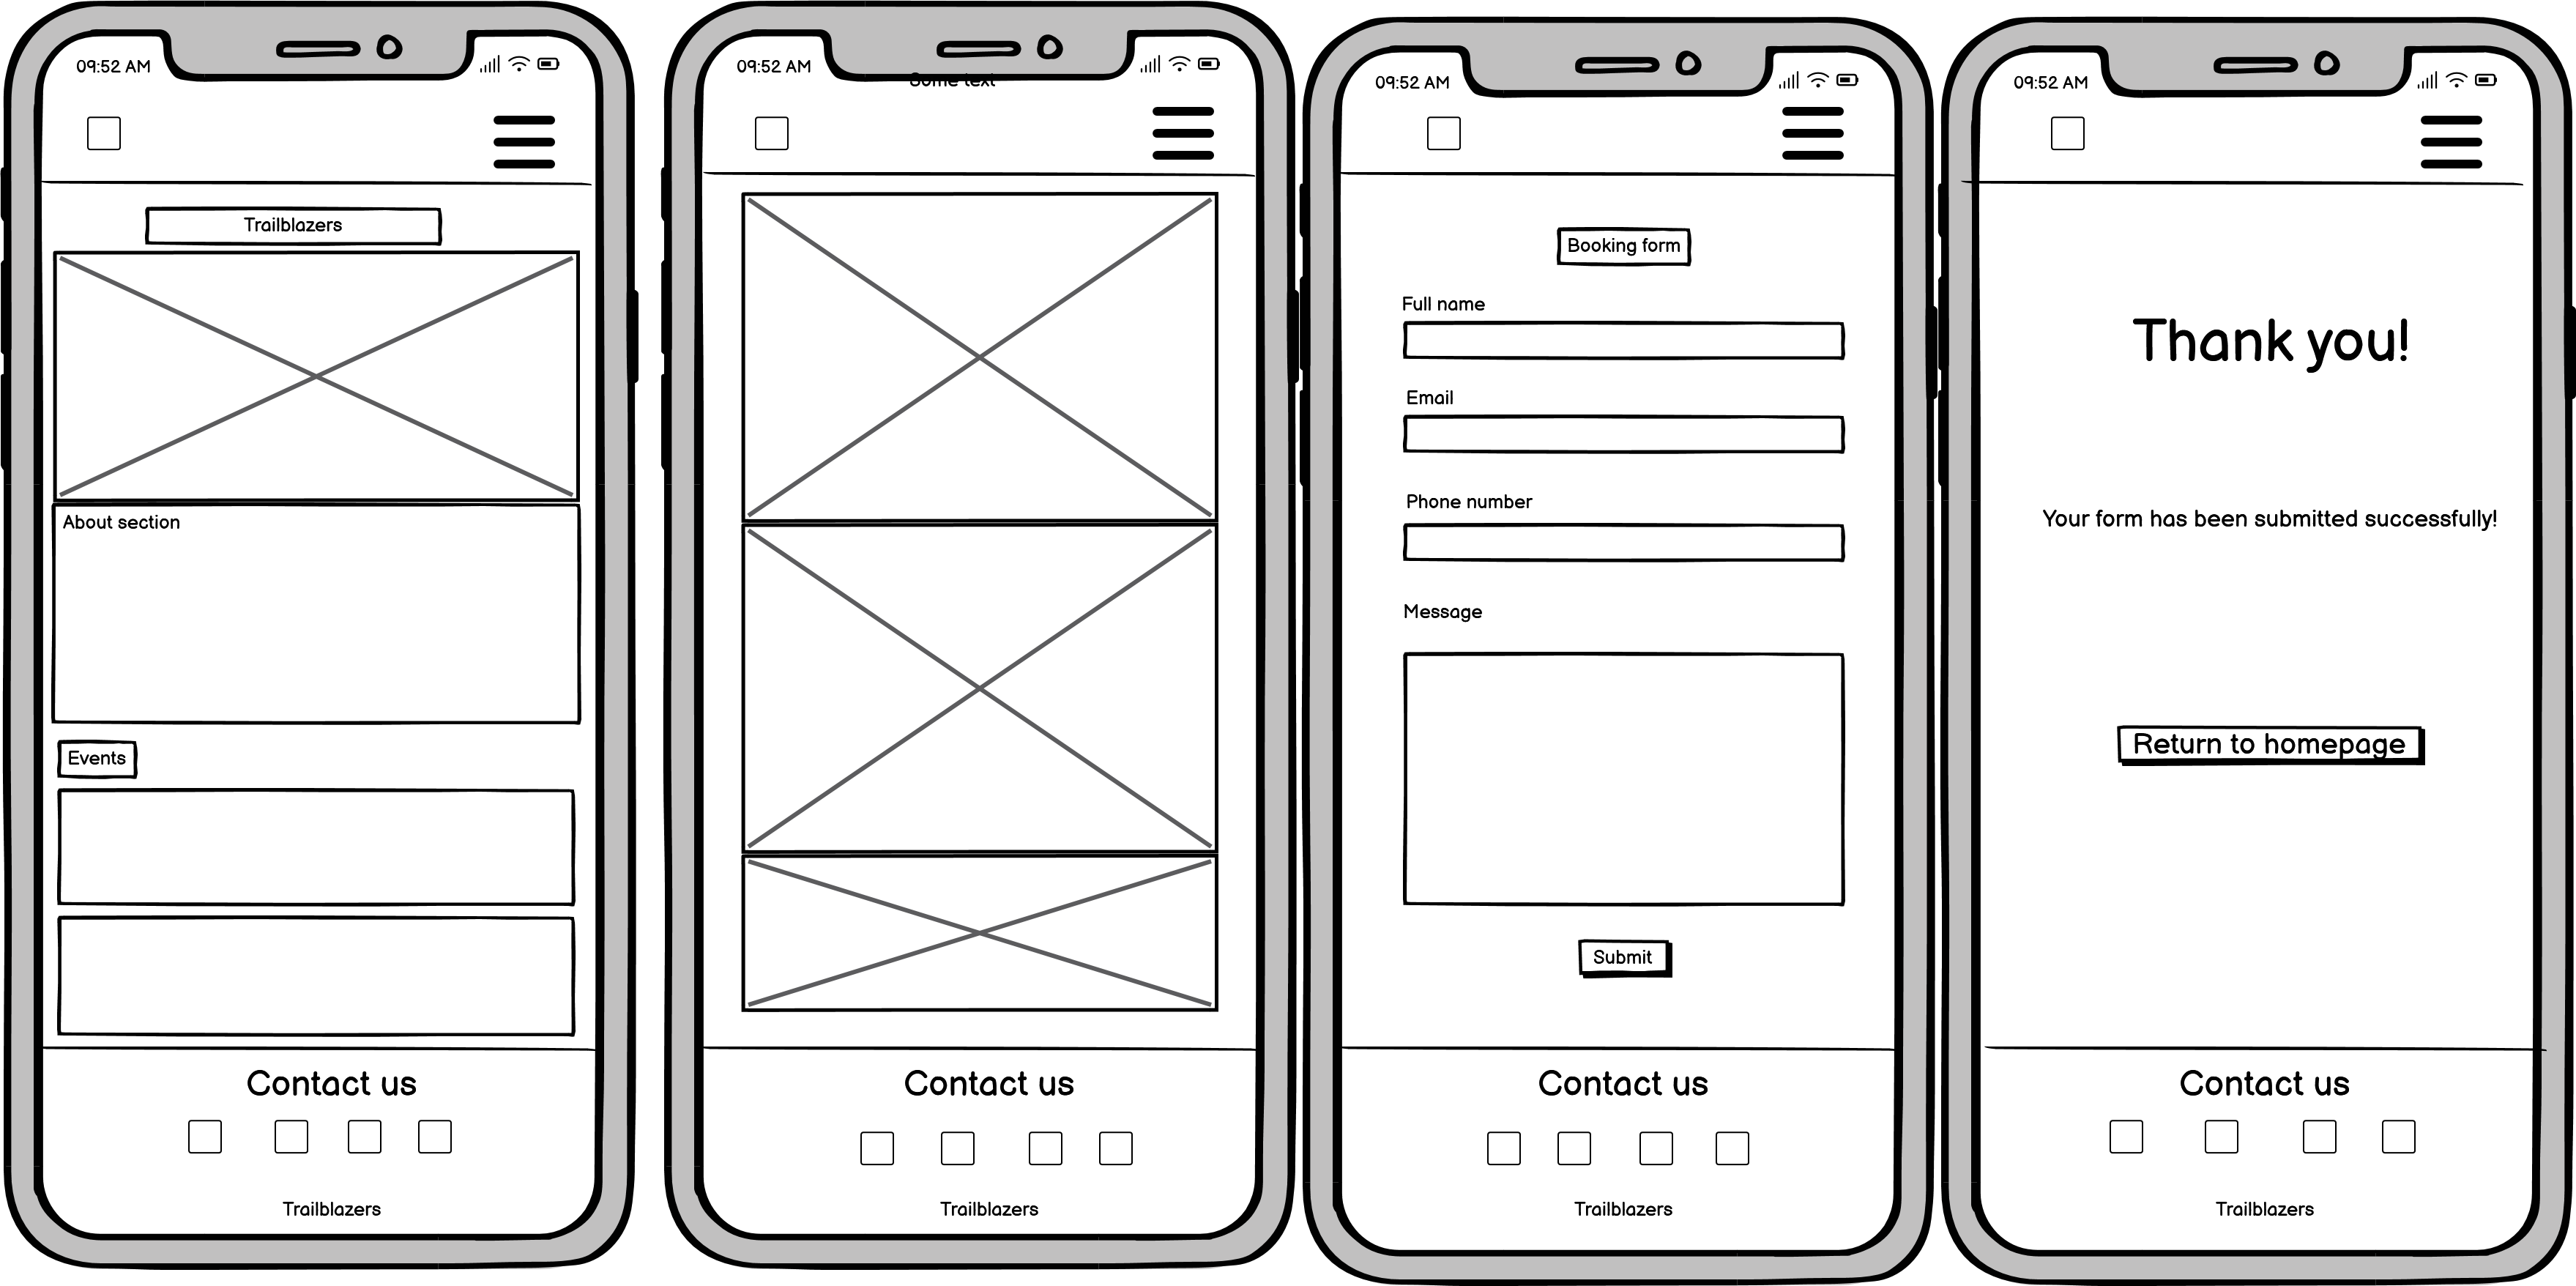 09:52 AM
Trailblazers
About section
Events
Contact us
Trailblazers
09:52 AM
Some text
Contact us
Trailblazers
09:52 AM
Booking form
Full name
Email
Phone number
Message
Submit
Contact us
Trailblazers
09:52 AM
Thank you!
Your form has been submitted successfully!
Return to homepage
Contact us
Trailblazers